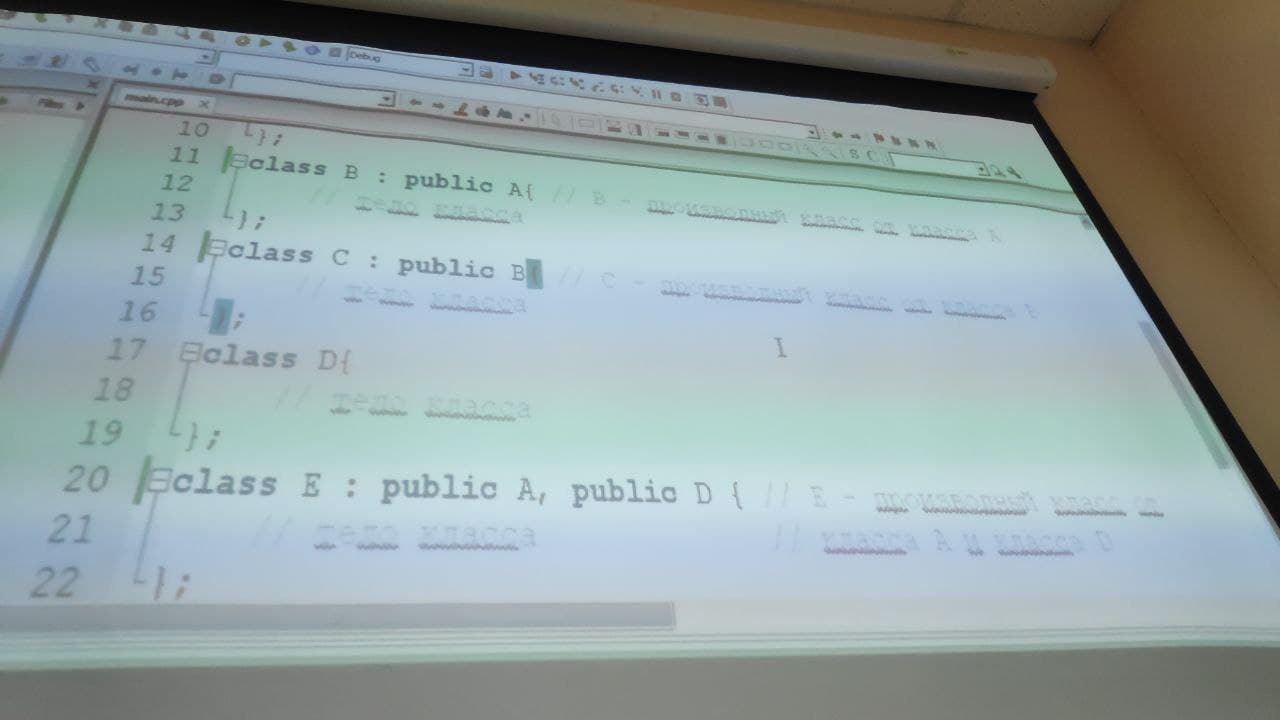 Debug
Files
main.cpp
10 };
11 class B : public A{ // B - производный класс от класса A
12 // тело класса
13 };
14 class C : public B{ // C - производный класс от класса B
15 // тело класса
16 };
17 class D{
18 // тело класса
19 };
20 class E : public A, public D { // E - производный класс от
21 // тело класса // класса A и класса D
22 };